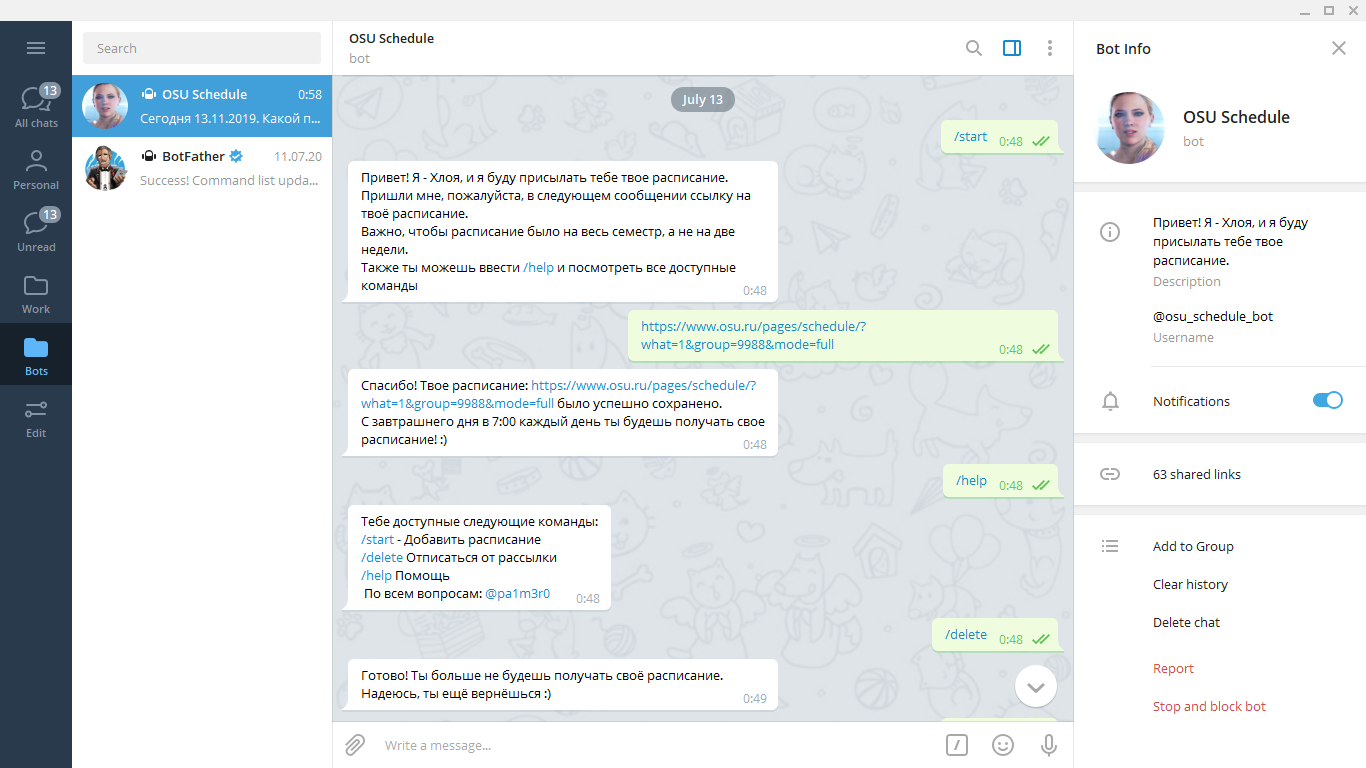 13
All chats
Personal
13
Unread
Work
Bots
Edit
Search
OSU Schedule 0:58
Сегодня 13.11.2019. Какой п...
BotFather 11.07.20
Success! Command list upda...
OSU Schedule
bot
July 13
/start 0:48
Привет! Я - Хлоя, и я буду присылать тебе твое расписание.
Пришли мне, пожалуйста, в следующем сообщении ссылку на
твоё расписание.
Важно, чтобы расписание было на весь семестр, а не на две
недели.
Также ты можешь ввести /help и посмотреть все доступные
команды 0:48
https://www.osu.ru/pages/schedule/?
what=1&group=9988&mode=full 0:48
Спасибо! Твое расписание: https://www.osu.ru/pages/schedule/?
what=1&group=9988&mode=full было успешно сохранено.
С завтрашнего дня в 7:00 каждый день ты будешь получать свое
расписание! :) 0:48
/help 0:48
Тебе доступные следующие команды:
/start - Добавить расписание
/delete Отписаться от рассылки
/help Помощь
По всем вопросам: @pa1m3r0 0:48
/delete 0:48
Готово! Ты больше не будешь получать своё расписание.
Надеюсь, ты ещё вернёшься :) 0:49
Write a message...
Bot Info
OSU Schedule
bot
Привет! Я - Хлоя, и я буду
присылать тебе твое
расписание.
Description
@osu_schedule_bot
Username
Notifications
63 shared links
Add to Group
Clear history
Delete chat
Report
Stop and block bot